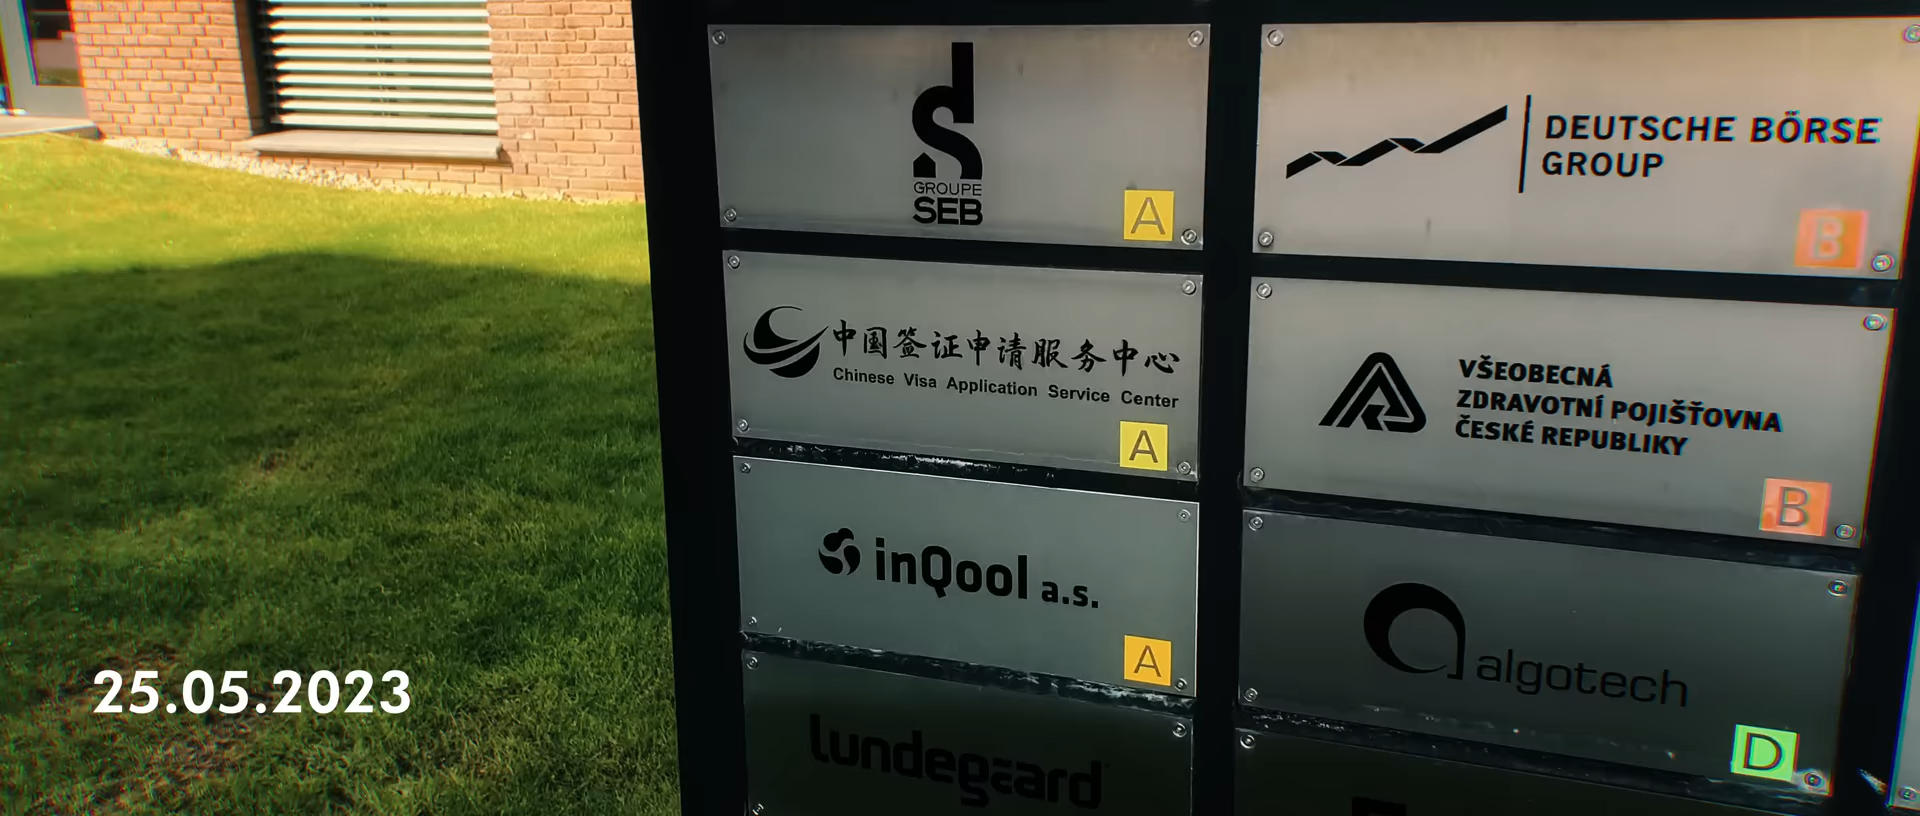 GROUPE
SEB
A
DEUTSCHE BÖRSE
GROUP
B
中国签证申请服务中心
Chinese Visa Application Service Center
A
VŠEOBECNÁ
ZDRAVOTNÍ POJIŠŤOVNA
ČESKÉ REPUBLIKY
B
inQool a.s.
A
algotech
D
lundegaard
25.05.2023